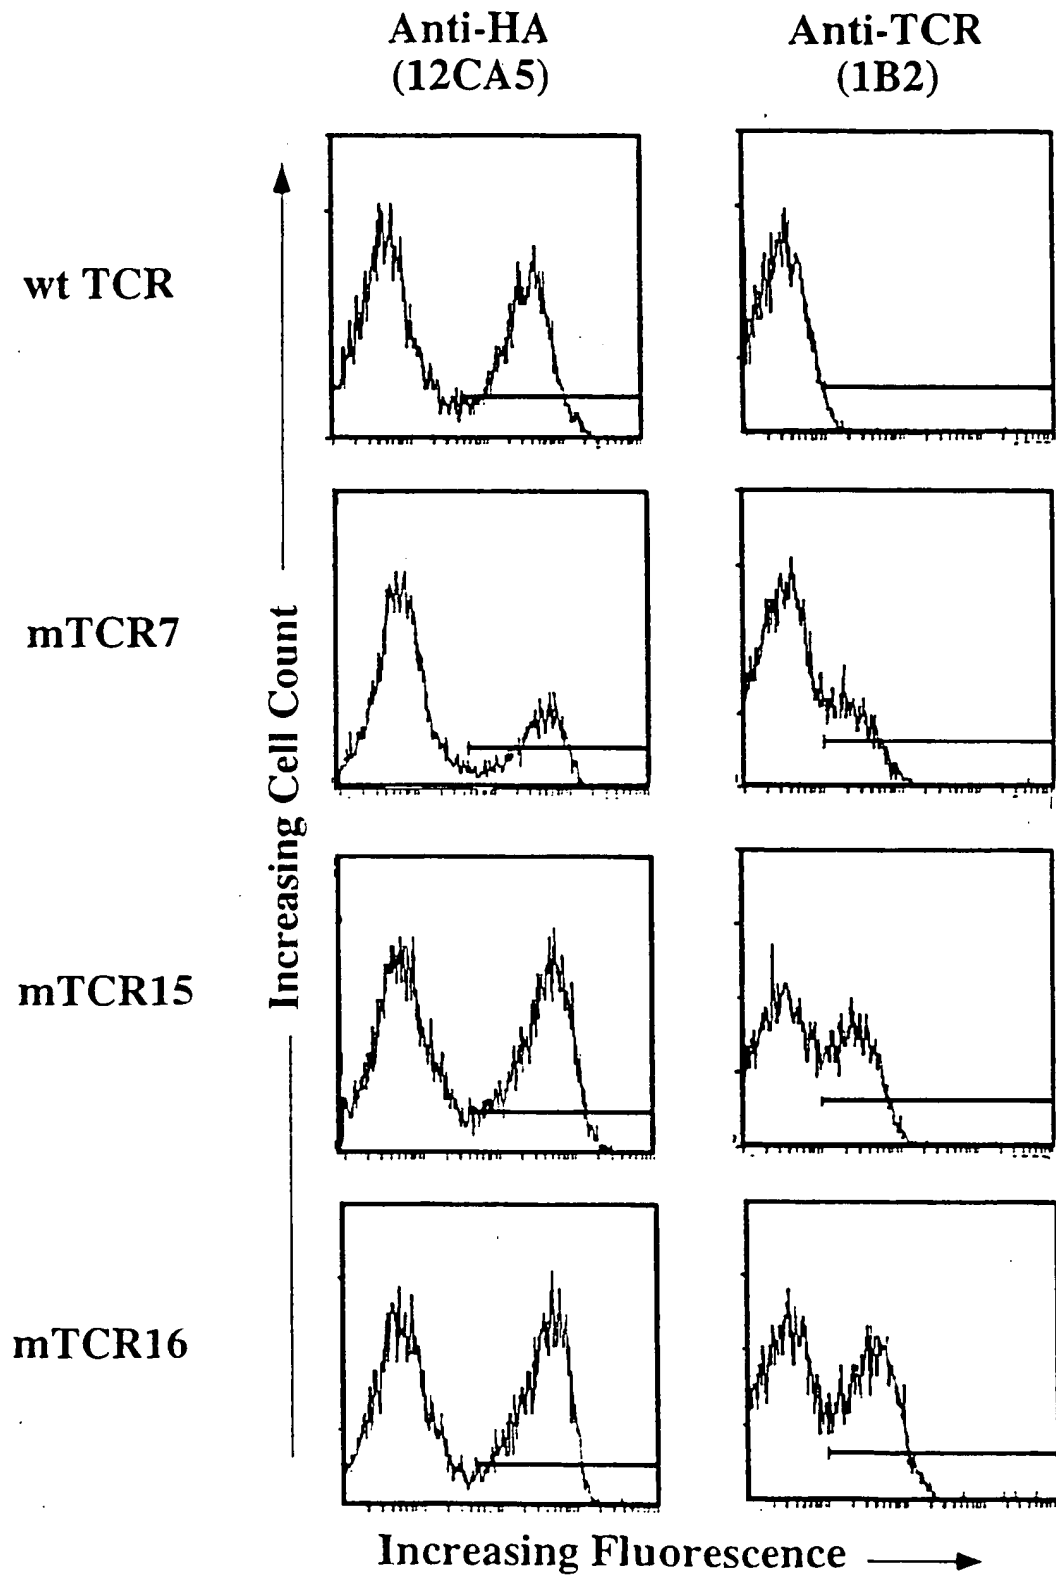 Anti-HA
(12CA5)
Anti-TCR
(1B2)
wt TCR
mTCR7
mTCR15
mTCR16
Increasing Cell Count
Increasing Fluorescence